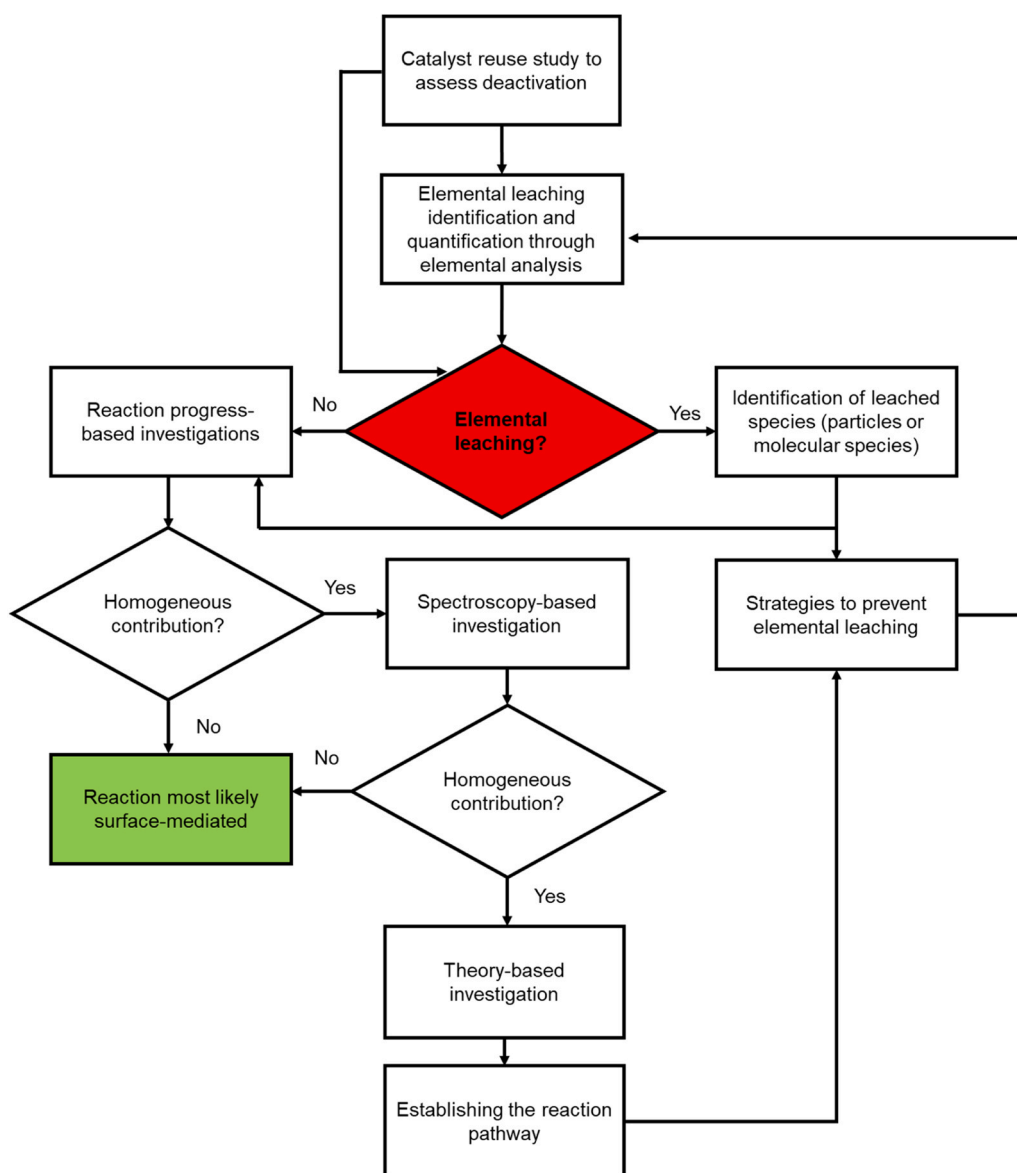 Catalyst reuse study to
assess deactivation
Elemental leaching
identification and
quantification through
elemental analysis
Reaction progress-
based investigations
No
Elemental
leaching?
Yes
Identification of leached
species (particles or
molecular species)
Homogeneous
contribution?
Yes
Spectroscopy-based
investigation
Strategies to prevent
elemental leaching
No
Reaction most likely
surface-mediated
No
Homogeneous
contribution?
Yes
Theory-based
investigation
Establishing the reaction
pathway